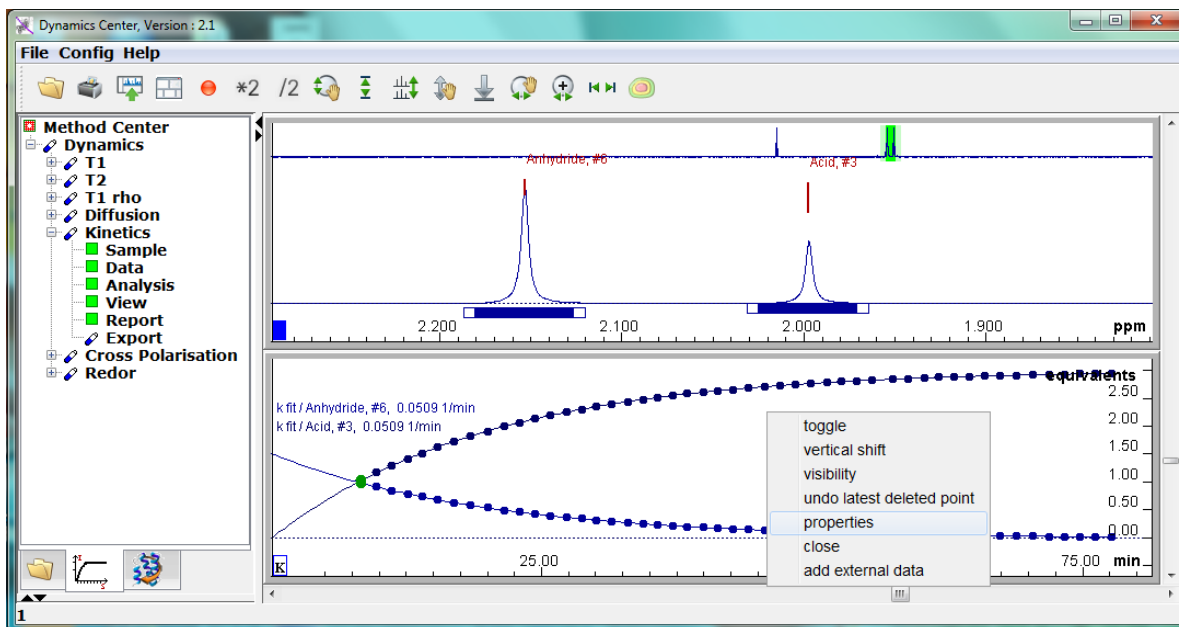 Dynamics Center, Version : 2.1
File Config Help
*2 /2
Method Center
Dynamics
T1
T2
T1 rho
Diffusion
Kinetics
Sample
Data
Analysis
View
Report
Export
Cross Polarisation
Redor
Anhydride, #6
Acid, #3
2.200 2.100 2.000 1.900 ppm
equivalents
2.50
k fit / Anhydride, #6, 0.0509 1/min
k fit / Acid, #3, 0.0509 1/min
2.00
1.50
1.00
0.50
0.00
toggle
vertical shift
visibility
undo latest deleted point
properties
close
add external data
K 25.00 75.00 min
1